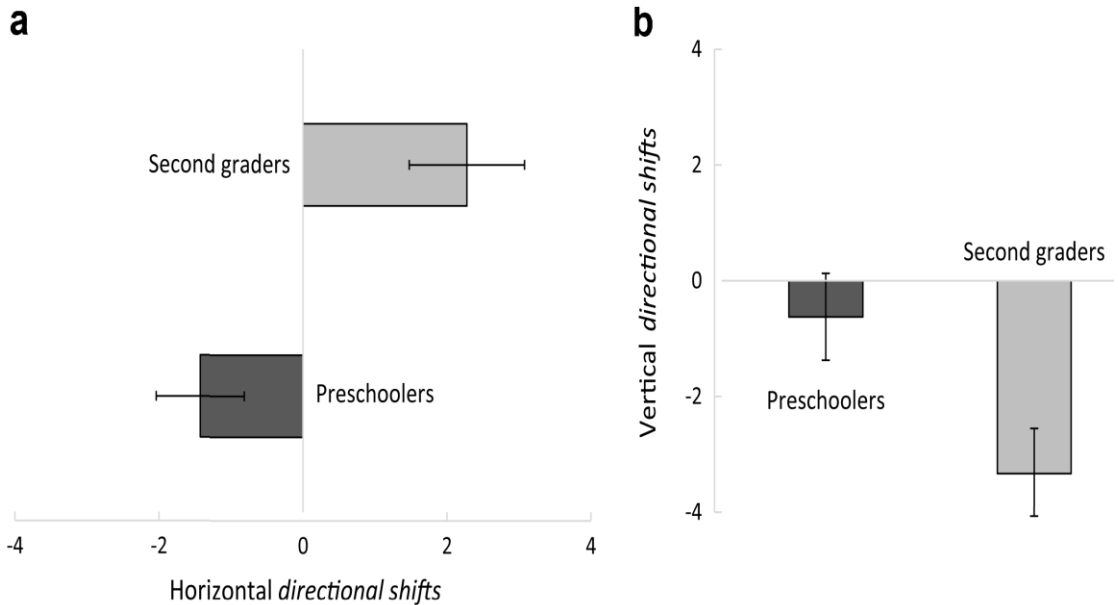 a
Second graders
Preschoolers
-4 -2 0 2 4
Horizontal directional shifts
b
Vertical directional shifts
4
2
0
-2
-4
Second graders
Preschoolers